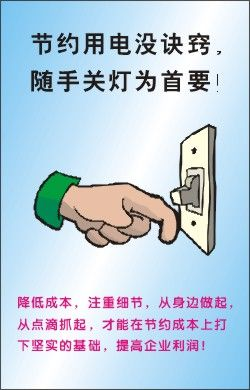 节约用电没诀窍，
随手关灯为首要！
降低成本，注重细节，从身边做起，
从点滴抓起，才能在节约成本上打
下坚实的基础，提高企业利润！